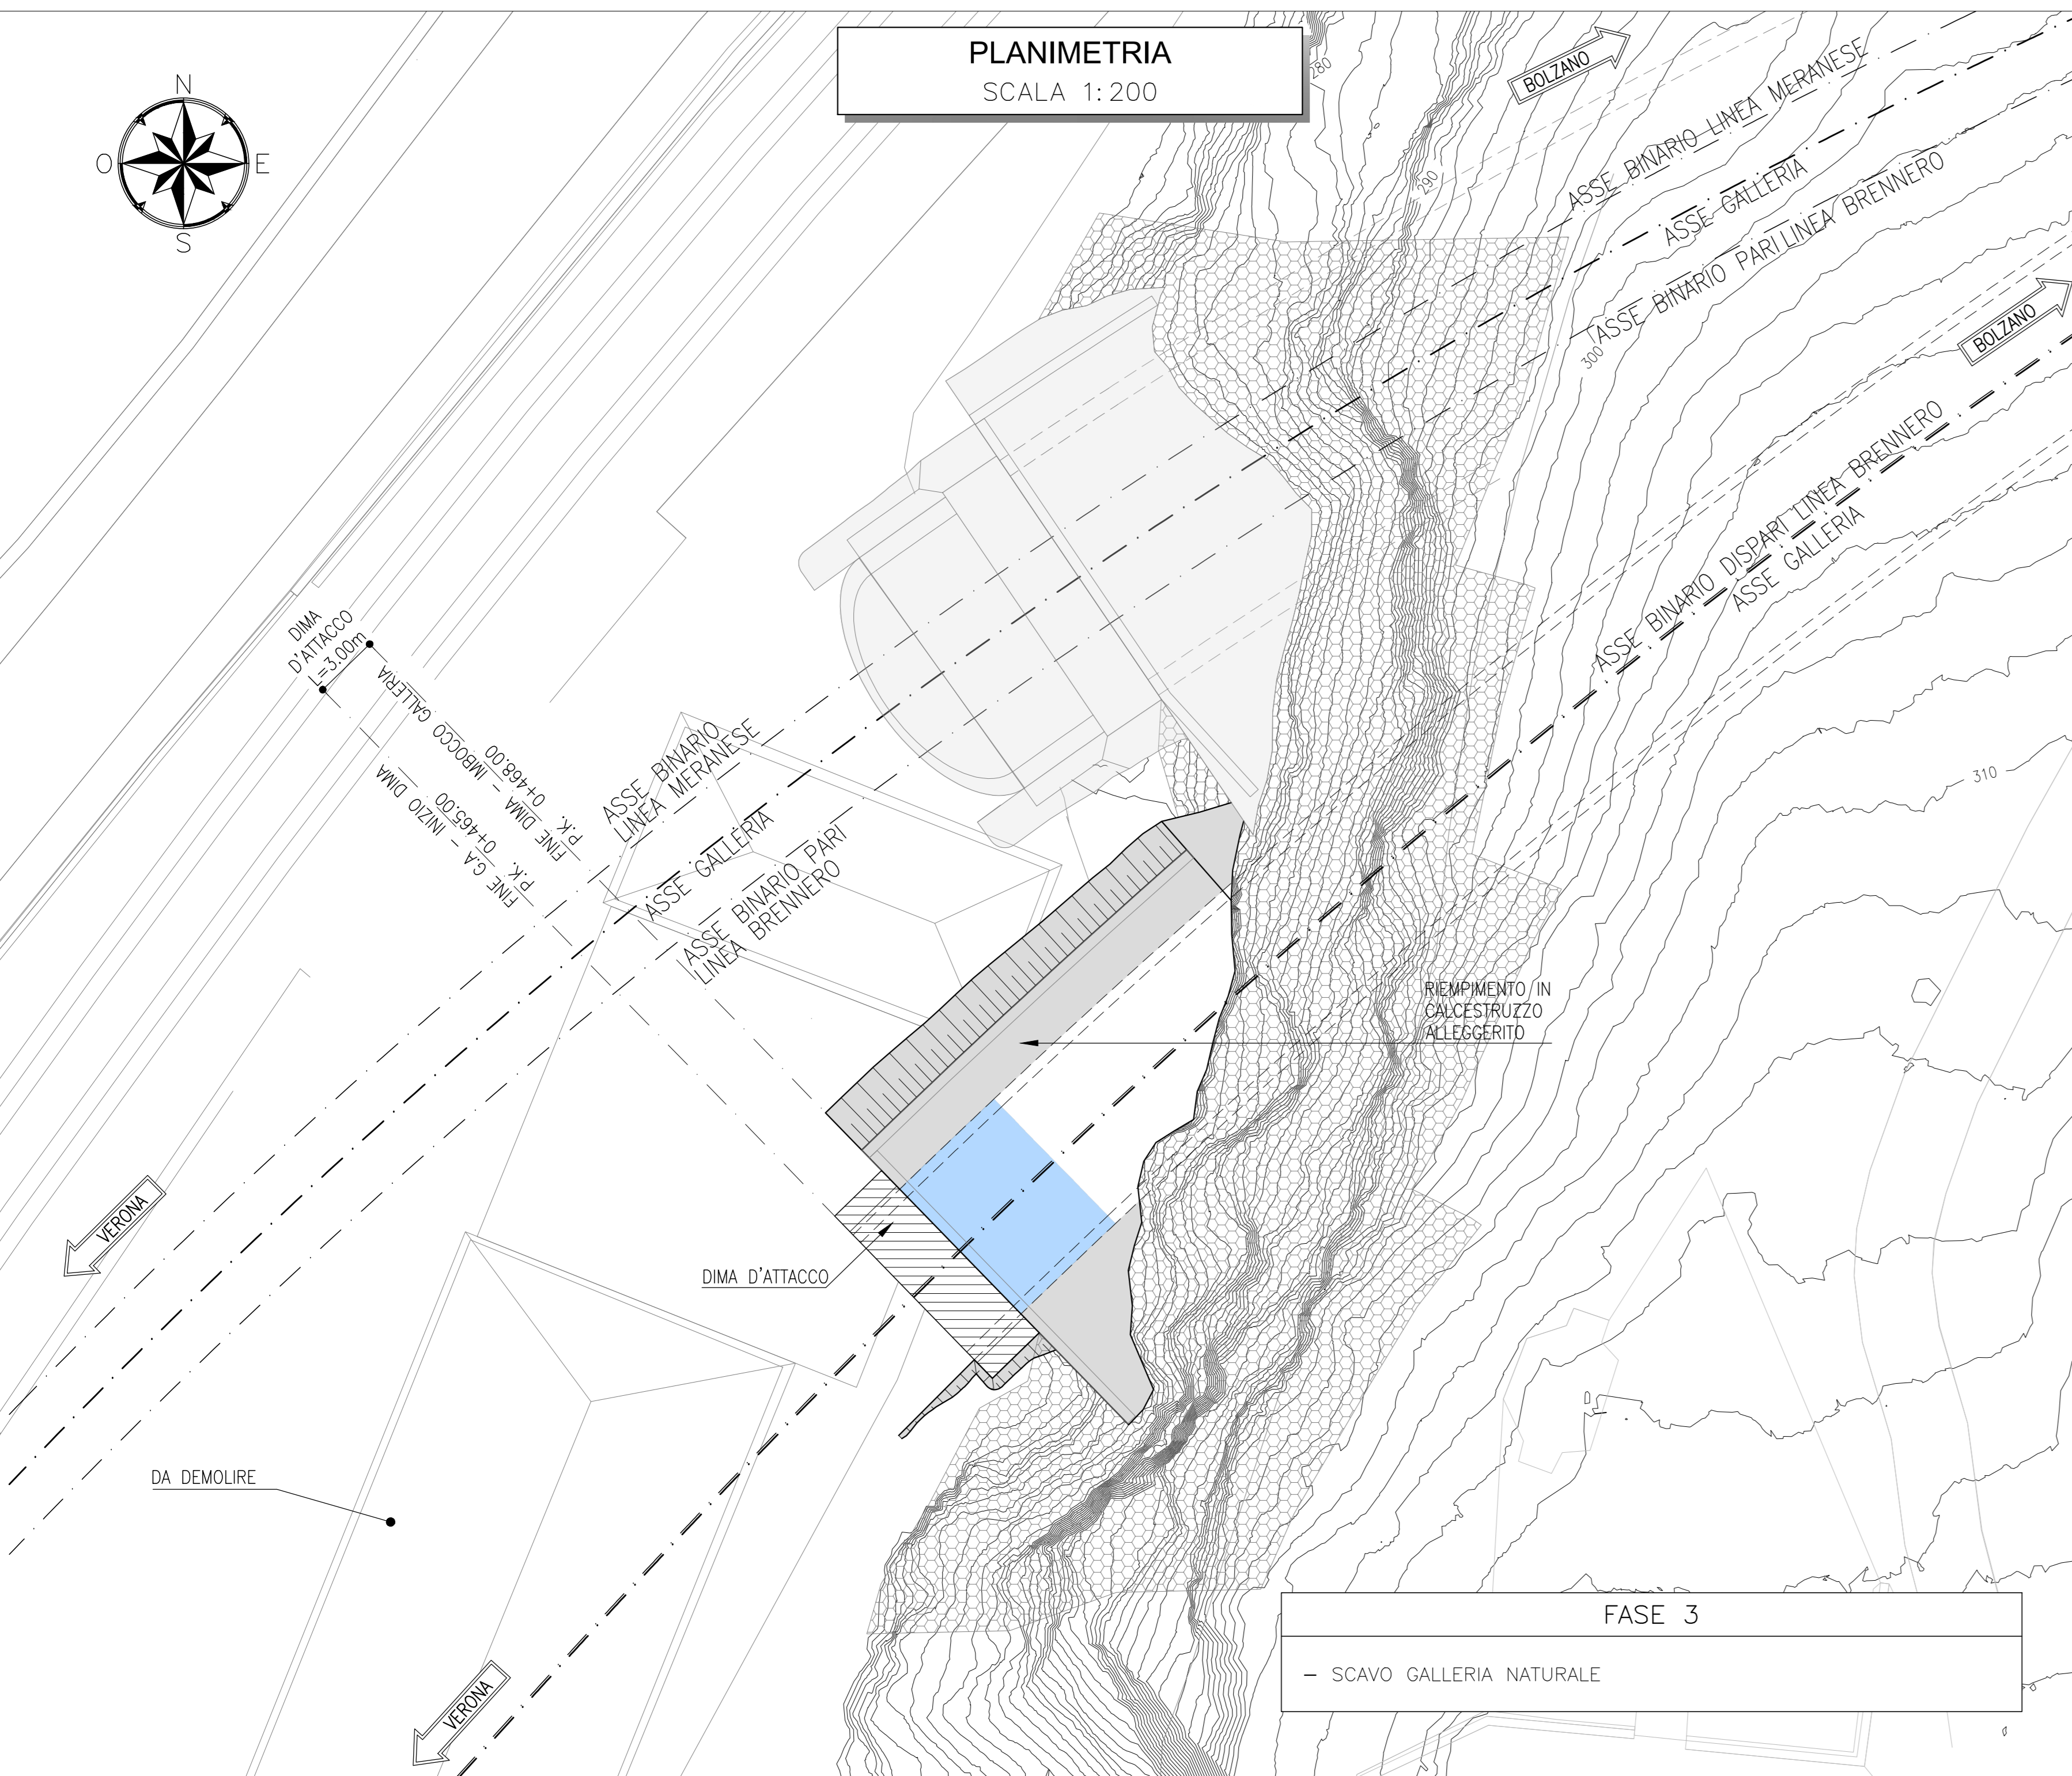 PLANIMETRIA
SCALA 1:200
N
O
E
S
280
BOLZANO
ASSE BINARIO LINEA MERANESE
290
ASSE GALLERIA
ASSE BINARIO PARI LINEA BRENNERO
300
BOLZANO
ASSE BINARIO DISPARI LINEA BRENNERO
ASSE GALLERIA
310
DIMA
D'ATTACCO
L=3.00m
FINE DIMA - IMBOCCO GALLERIA
P.K. 0+468.00
FINE G.A - INIZIO DIMA
P.K. 0+465.00
ASSE BINARIO
LINEA MERANESE
ASSE GALLERIA
ASSE BINARIO PARI
LINEA BRENNERO
RIEMPIMENTO IN
CALCESTRUZZO
ALLEGGERITO
VERONA
DIMA D'ATTACCO
DA DEMOLIRE
VERONA
FASE 3
- SCAVO GALLERIA NATURALE